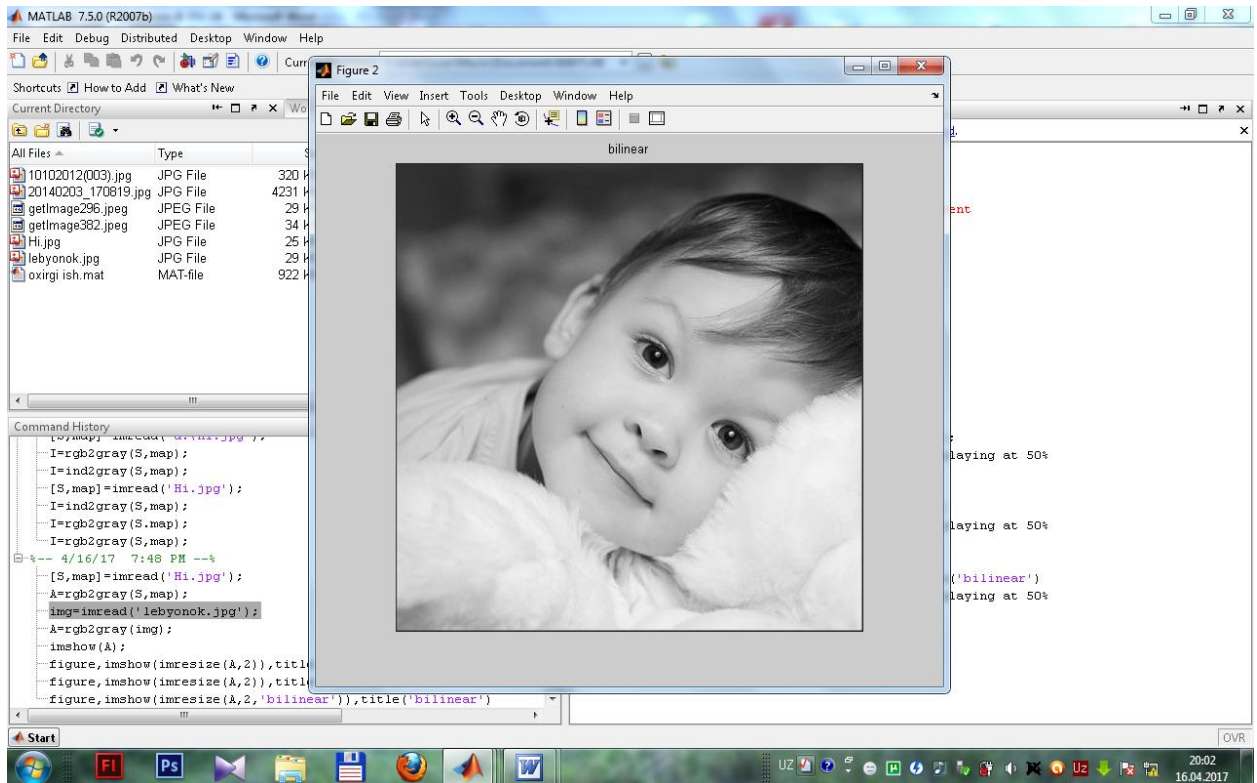 MATLAB 7.5.0 (R2007b)
File Edit Debug Distributed Desktop Window Help
Curr
Shortcuts How to Add What's New
Current Directory
Wo
All Files Type S
10102012(003).jpg JPG File 320 k
20140203_170819.jpg JPG File 4231 k
getImage296.jpeg JPEG File 29 k
getImage382.jpeg JPEG File 34 k
Hi.jpg JPG File 25 k
lebyonok.jpg JPG File 29 k
oxirgi ish.mat MAT-file 922 k
Command History
I=rgb2gray(S,map);
I=ind2gray(S,map);
[S,map]=imread('Hi.jpg');
I=ind2gray(S,map);
I=rgb2gray(S.map);
I=rgb2gray(S,map);
%-- 4/16/17 7:48 PM --%
[S,map]=imread('Hi.jpg');
A=rgb2gray(S,map);
img=imread('lebyonok.jpg');
A=rgb2gray(img);
imshow(A);
figure,imshow(imresize(A,2)),titl
figure,imshow(imresize(A,2)),titl
figure,imshow(imresize(A,2,'bilinear')),title('bilinear')
Figure 2
File Edit View Insert Tools Desktop Window Help
bilinear
d.
ent
;
laying at 50%
laying at 50%
('bilinear')
laying at 50%
Start
OVR
Fl Ps W
UZ
Uz
20:02
16.04.2017